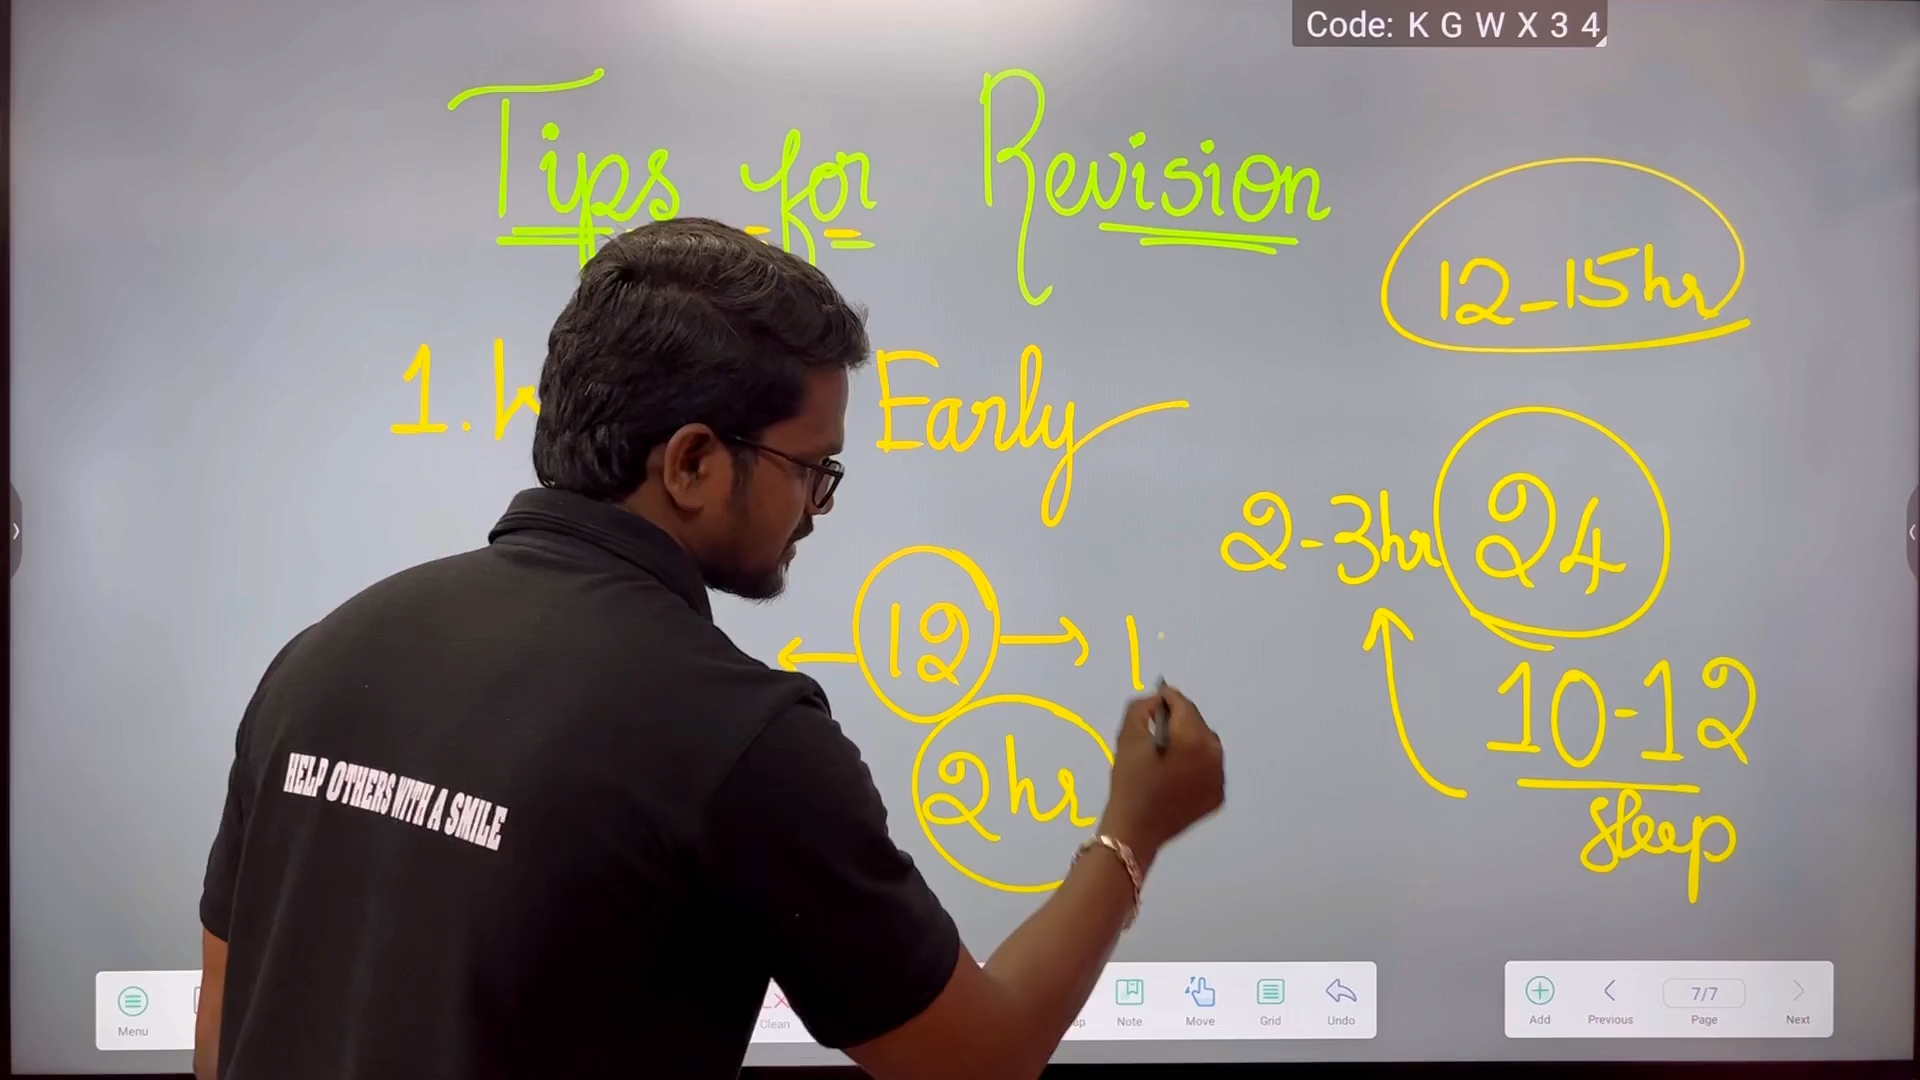 Code: K G W X 3 4
Tips for Revision
12-15hr
1. Early
2-3hr 24
12 1
10-12
2hr
sleep
HELP OTHERS WITH A SMILE
Menu Clean Note Move Grid Undo Add Previous 7/7 Page Next